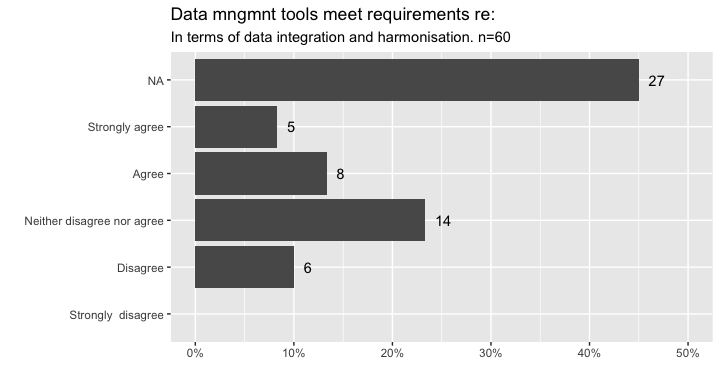 Data mngmnt tools meet requirements re:
In terms of data integration and harmonisation. n=60
NA 27
Strongly agree 5
Agree 8
Neither disagree nor agree 14
Disagree 6
Strongly  disagree
0% 10% 20% 30% 40% 50%